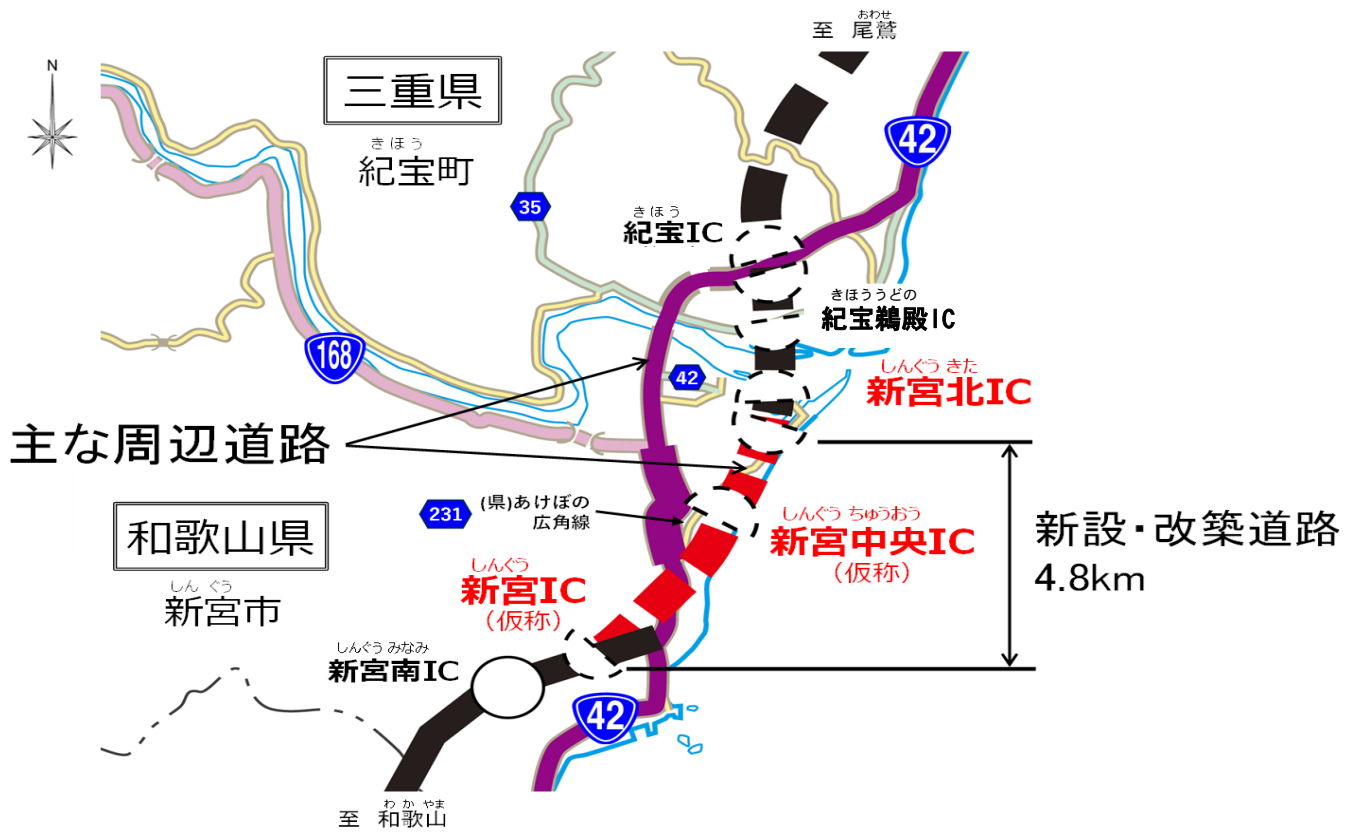 おわせ
至 尾鷲
N
三重県
きほう
紀宝町
42
35
きほう
紀宝IC
きほううどの
紀宝鵜殿IC
168
42
しんぐう きた
新宮北IC
主な周辺道路
231
(県)あけぼの
広角線
しんぐう ちゅうおう
新宮中央IC
(仮称)
新設・改築道路
4.8km
和歌山県
しん ぐう
新宮市
しんぐう
新宮IC
(仮称)
しんぐう みなみ
新宮南IC
42
わ か やま
至 和歌山